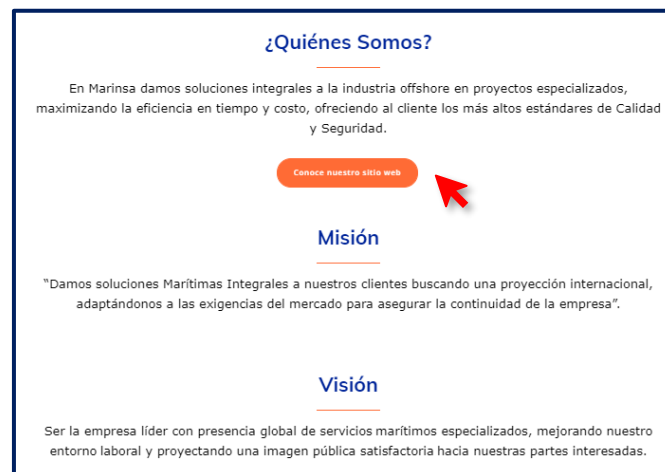 ¿Quiénes Somos?
En Marinsa damos soluciones integrales a la industria offshore en proyectos especializados,
maximizando la eficiencia en tiempo y costo, ofreciendo al cliente los más altos estándares de Calidad
y Seguridad.
Conoce nuestro sitio web
Misión
“Damos soluciones Marítimas Integrales a nuestros clientes buscando una proyección internacional,
adaptándonos a las exigencias del mercado para asegurar la continuidad de la empresa”.
Visión
Ser la empresa líder con presencia global de servicios marítimos especializados, mejorando nuestro
entorno laboral y proyectando una imagen pública satisfactoria hacia nuestras partes interesadas.